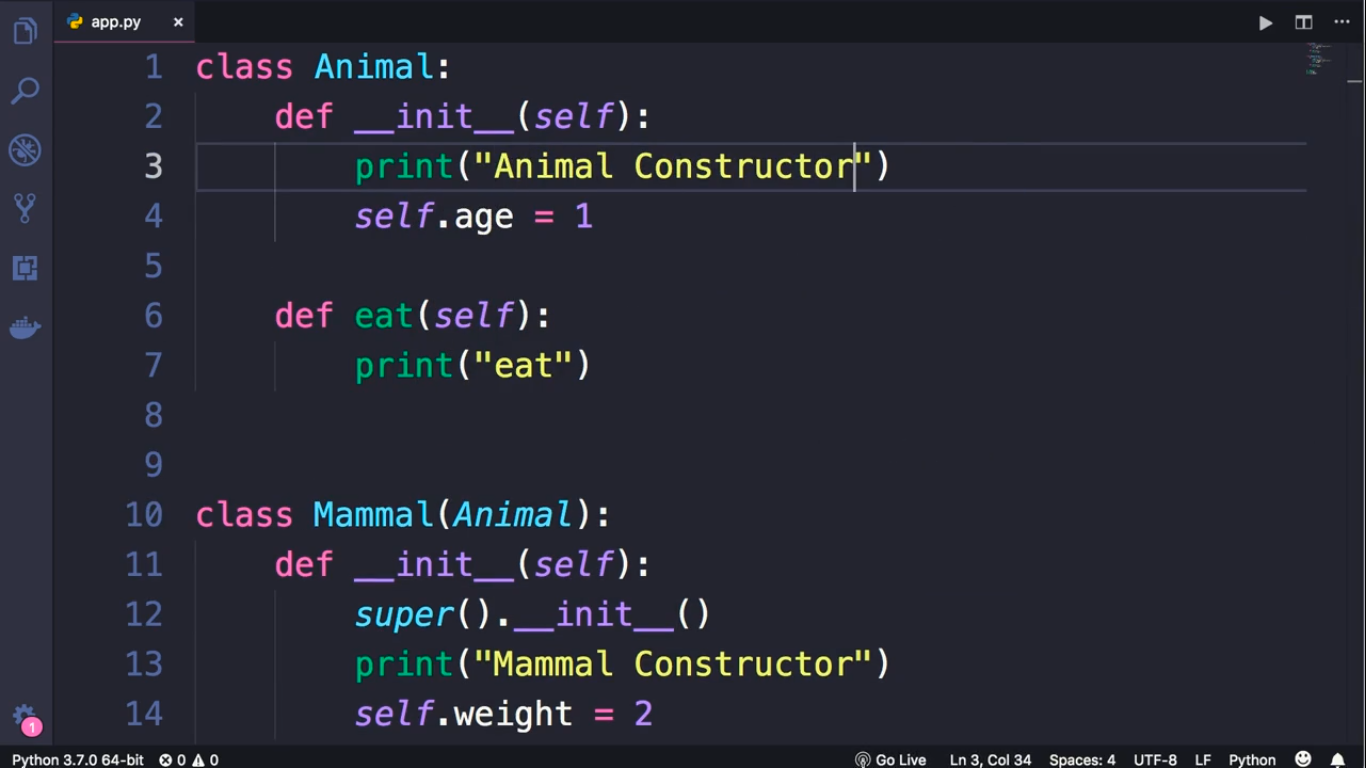 app.py ×
1 class Animal:
2     def __init__(self):
3         print("Animal Constructor")
4         self.age = 1
5
6     def eat(self):
7         print("eat")
8
9
10 class Mammal(Animal):
11     def __init__(self):
12         super().__init__()
13         print("Mammal Constructor")
14         self.weight = 2
1
Python 3.7.0 64-bit 0 0 Go Live Ln 3, Col 34 Spaces: 4 UTF-8 LF Python